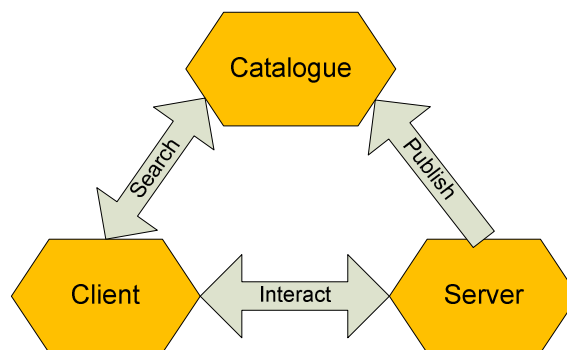 Catalogue
Search
Publish
Client
Interact
Server